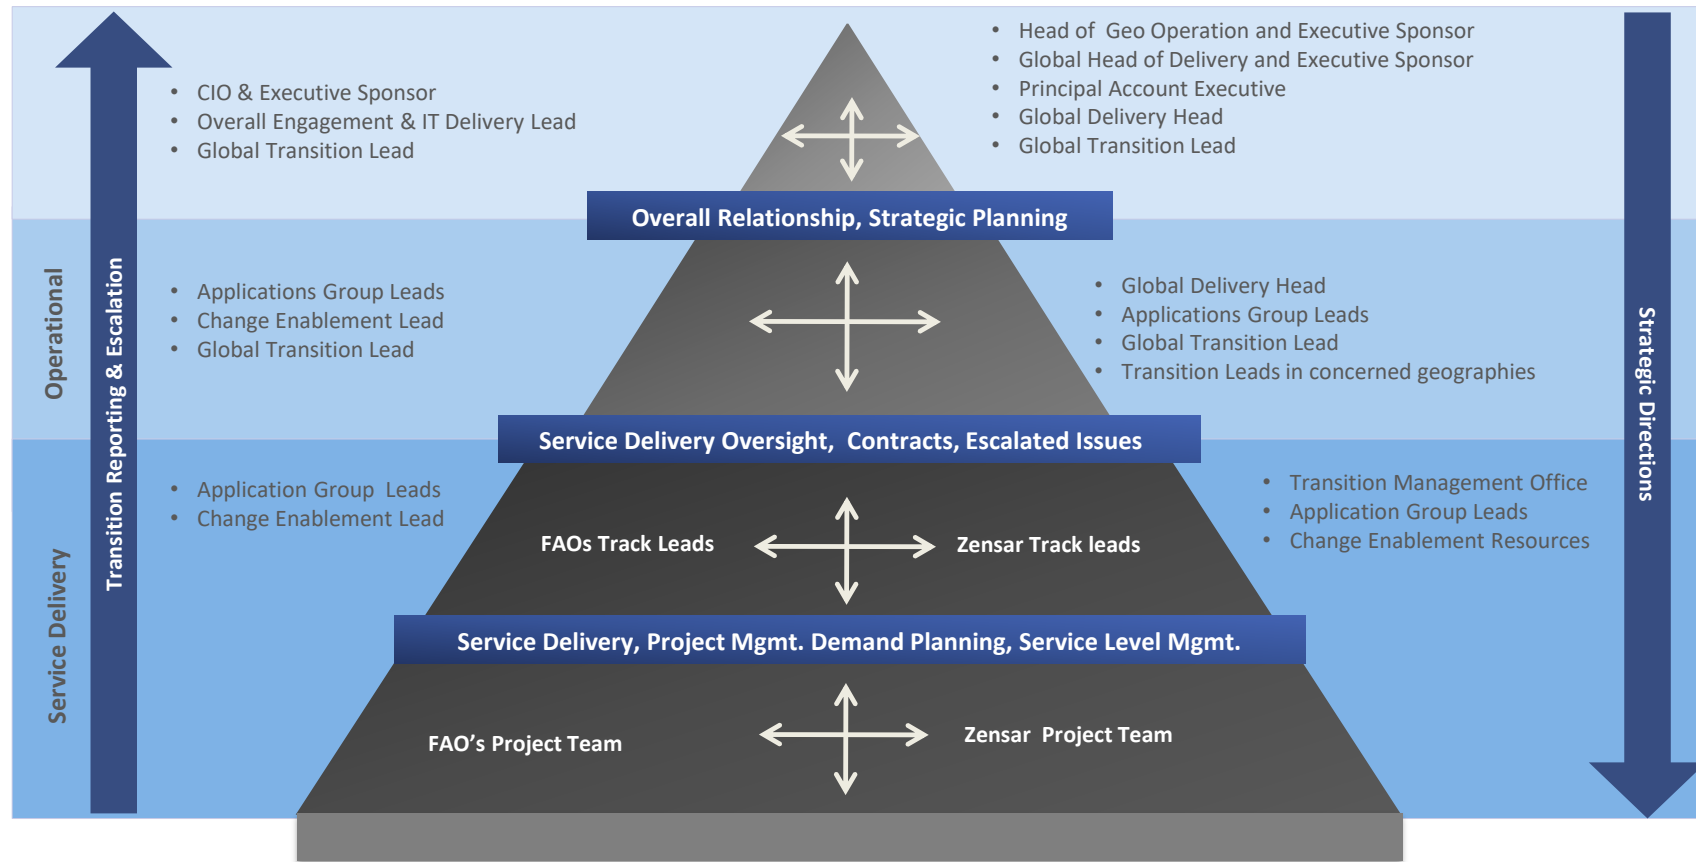 Head of Geo Operation and Executive Sponsor
Global Head of Delivery and Executive Sponsor
Principal Account Executive
Global Delivery Head
Global Transition Lead
CIO & Executive Sponsor
Overall Engagement & IT Delivery Lead
Global Transition Lead
Overall Relationship, Strategic Planning
Operational
Transition Reporting & Escalation
Applications Group Leads
Change Enablement Lead
Global Transition Lead
Global Delivery Head
Applications Group Leads
Global Transition Lead
Transition Leads in concerned geographies
Strategic Directions
Service Delivery Oversight, Contracts, Escalated Issues
Service Delivery
Application Group Leads
Change Enablement Lead
FAOs Track Leads
Zensar Track leads
Transition Management Office
Application Group Leads
Change Enablement Resources
Service Delivery, Project Mgmt. Demand Planning, Service Level Mgmt.
FAO's Project Team
Zensar Project Team